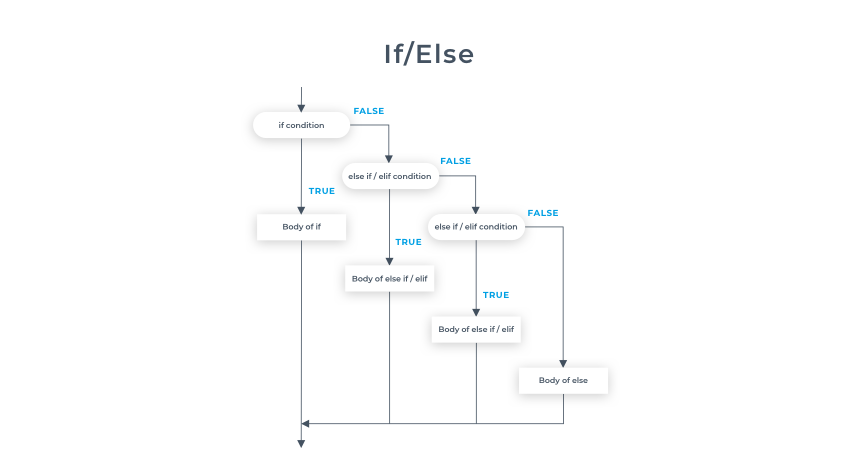 If/Else
FALSE
if condition
FALSE
else if / elif condition
TRUE
FALSE
Body of if
else if / elif condition
TRUE
Body of else if / elif
TRUE
Body of else if / elif
Body of else